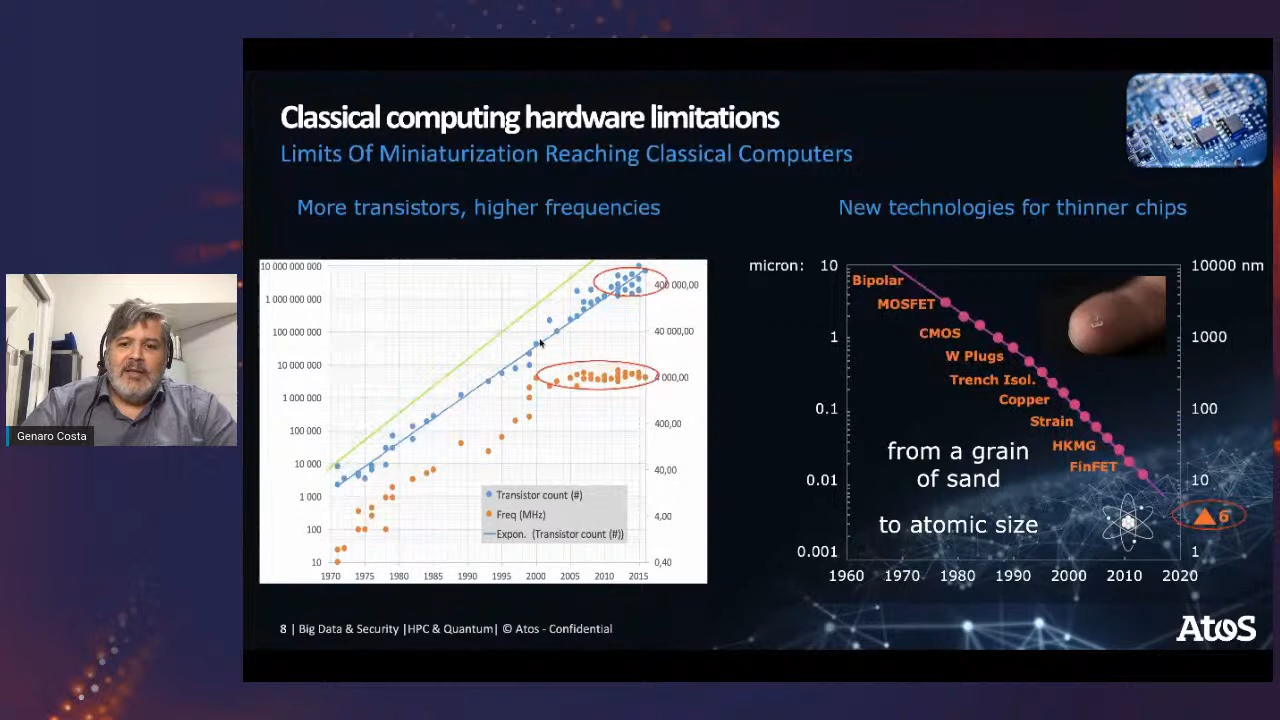 Classical computing hardware limitations
Limits Of Miniaturization Reaching Classical Computers
More transistors, higher frequencies
New technologies for thinner chips
10 000 000 000
1 000 000 000
100 000 000
10 000 000
1 000 000
100 000
10 000
1 000
100
10
400 000,00
40 000,00
000,00
400,00
40,00
4,00
0,40
Transistor count (#)
Freq (MHz)
Expon. (Transistor count (#))
1970 1975 1980 1985 1990 1995 2000 2005 2010 2015
micron: 10
1
0.1
0.01
0.001
10000 nm
1000
100
10
6
1
Bipolar
MOSFET
CMOS
W Plugs
Trench Isol.
Copper
Strain
HKMG
FinFET
from a grain
of sand
to atomic size
1960 1970 1980 1990 2000 2010 2020
Genaro Costa
8 | Big Data & Security |HPC & Quantum| © Atos - Confidential
Atos